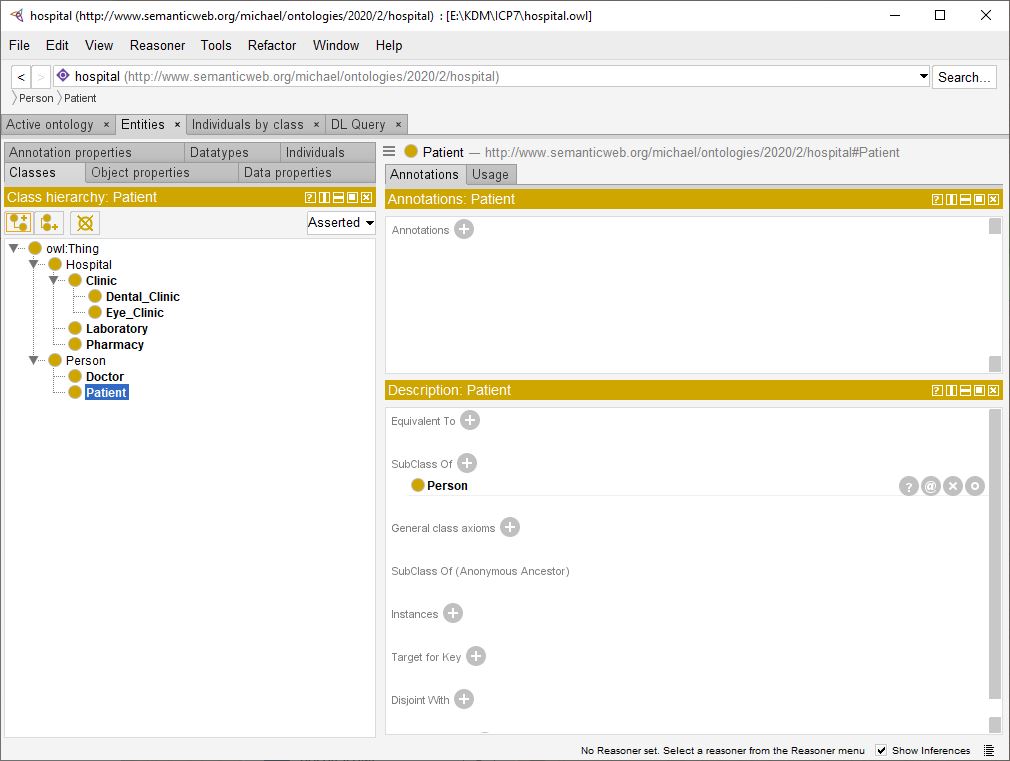 hospital (http://www.semanticweb.org/michael/ontologies/2020/2/hospital) : [E:\KDM\ICP7\hospital.owl]
File Edit View Reasoner Tools Refactor Window Help
< > hospital (http://www.semanticweb.org/michael/ontologies/2020/2/hospital) Search...
Person Patient
Active ontology × Entities × Individuals by class × DL Query ×
Annotation properties Datatypes Individuals
Classes Object properties Data properties
Class hierarchy: Patient
Asserted
owl:Thing
Hospital
Clinic
Dental_Clinic
Eye_Clinic
Laboratory
Pharmacy
Person
Doctor
Patient
Patient — http://www.semanticweb.org/michael/ontologies/2020/2/hospital#Patient
Annotations Usage
Annotations: Patient
Annotations
Description: Patient
Equivalent To
SubClass Of
Person
General class axioms
SubClass Of (Anonymous Ancestor)
Instances
Target for Key
Disjoint With
No Reasoner set. Select a reasoner from the Reasoner menu Show Inferences